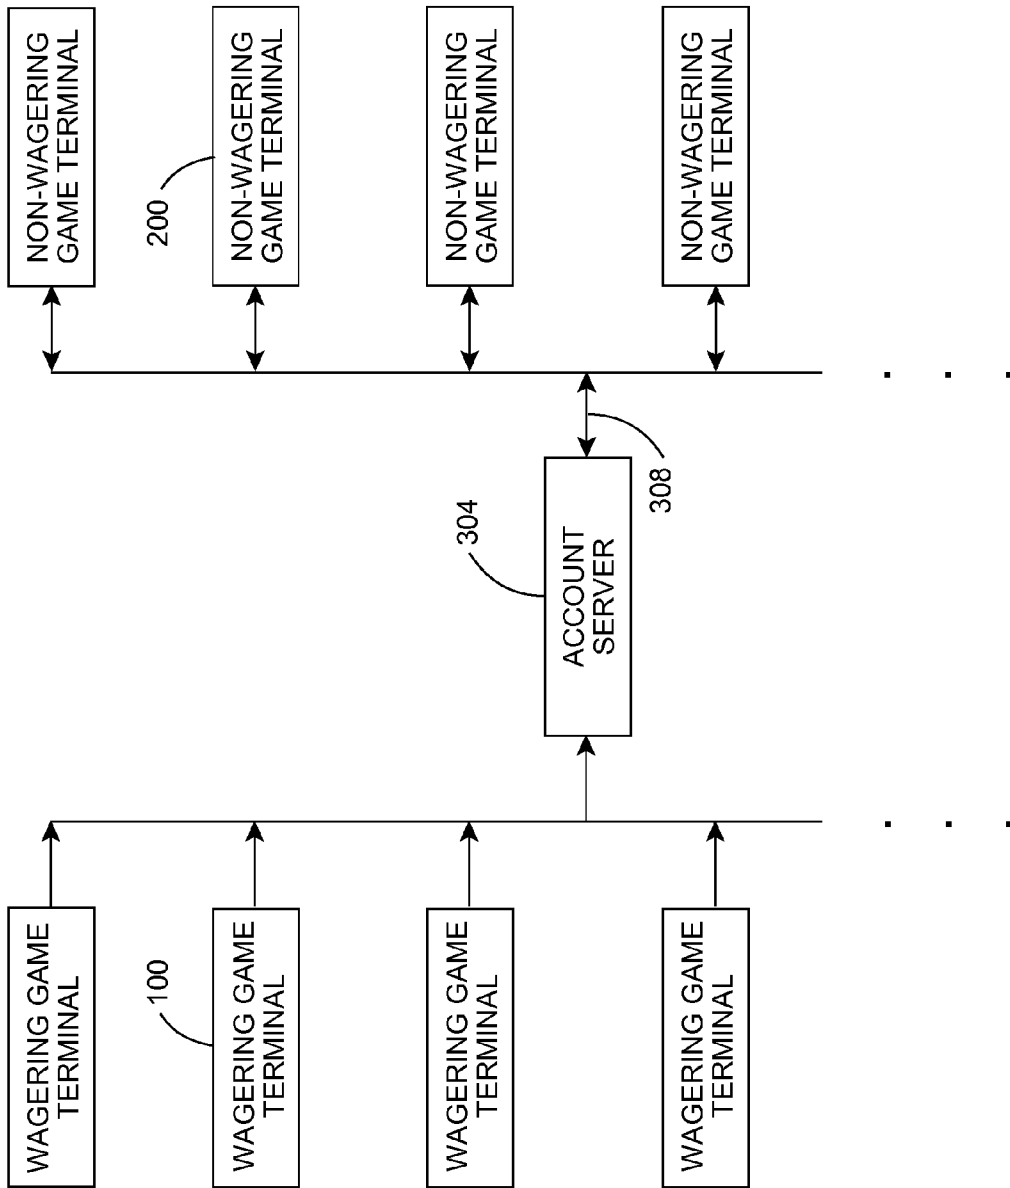 NON-WAGERING
GAME TERMINAL
NON-WAGERING
GAME TERMINAL
NON-WAGERING
GAME TERMINAL
NON-WAGERING
GAME TERMINAL
200
308
304
ACCOUNT
SERVER
WAGERING GAME
TERMINAL
100
WAGERING GAME
TERMINAL
WAGERING GAME
TERMINAL
WAGERING GAME
TERMINAL